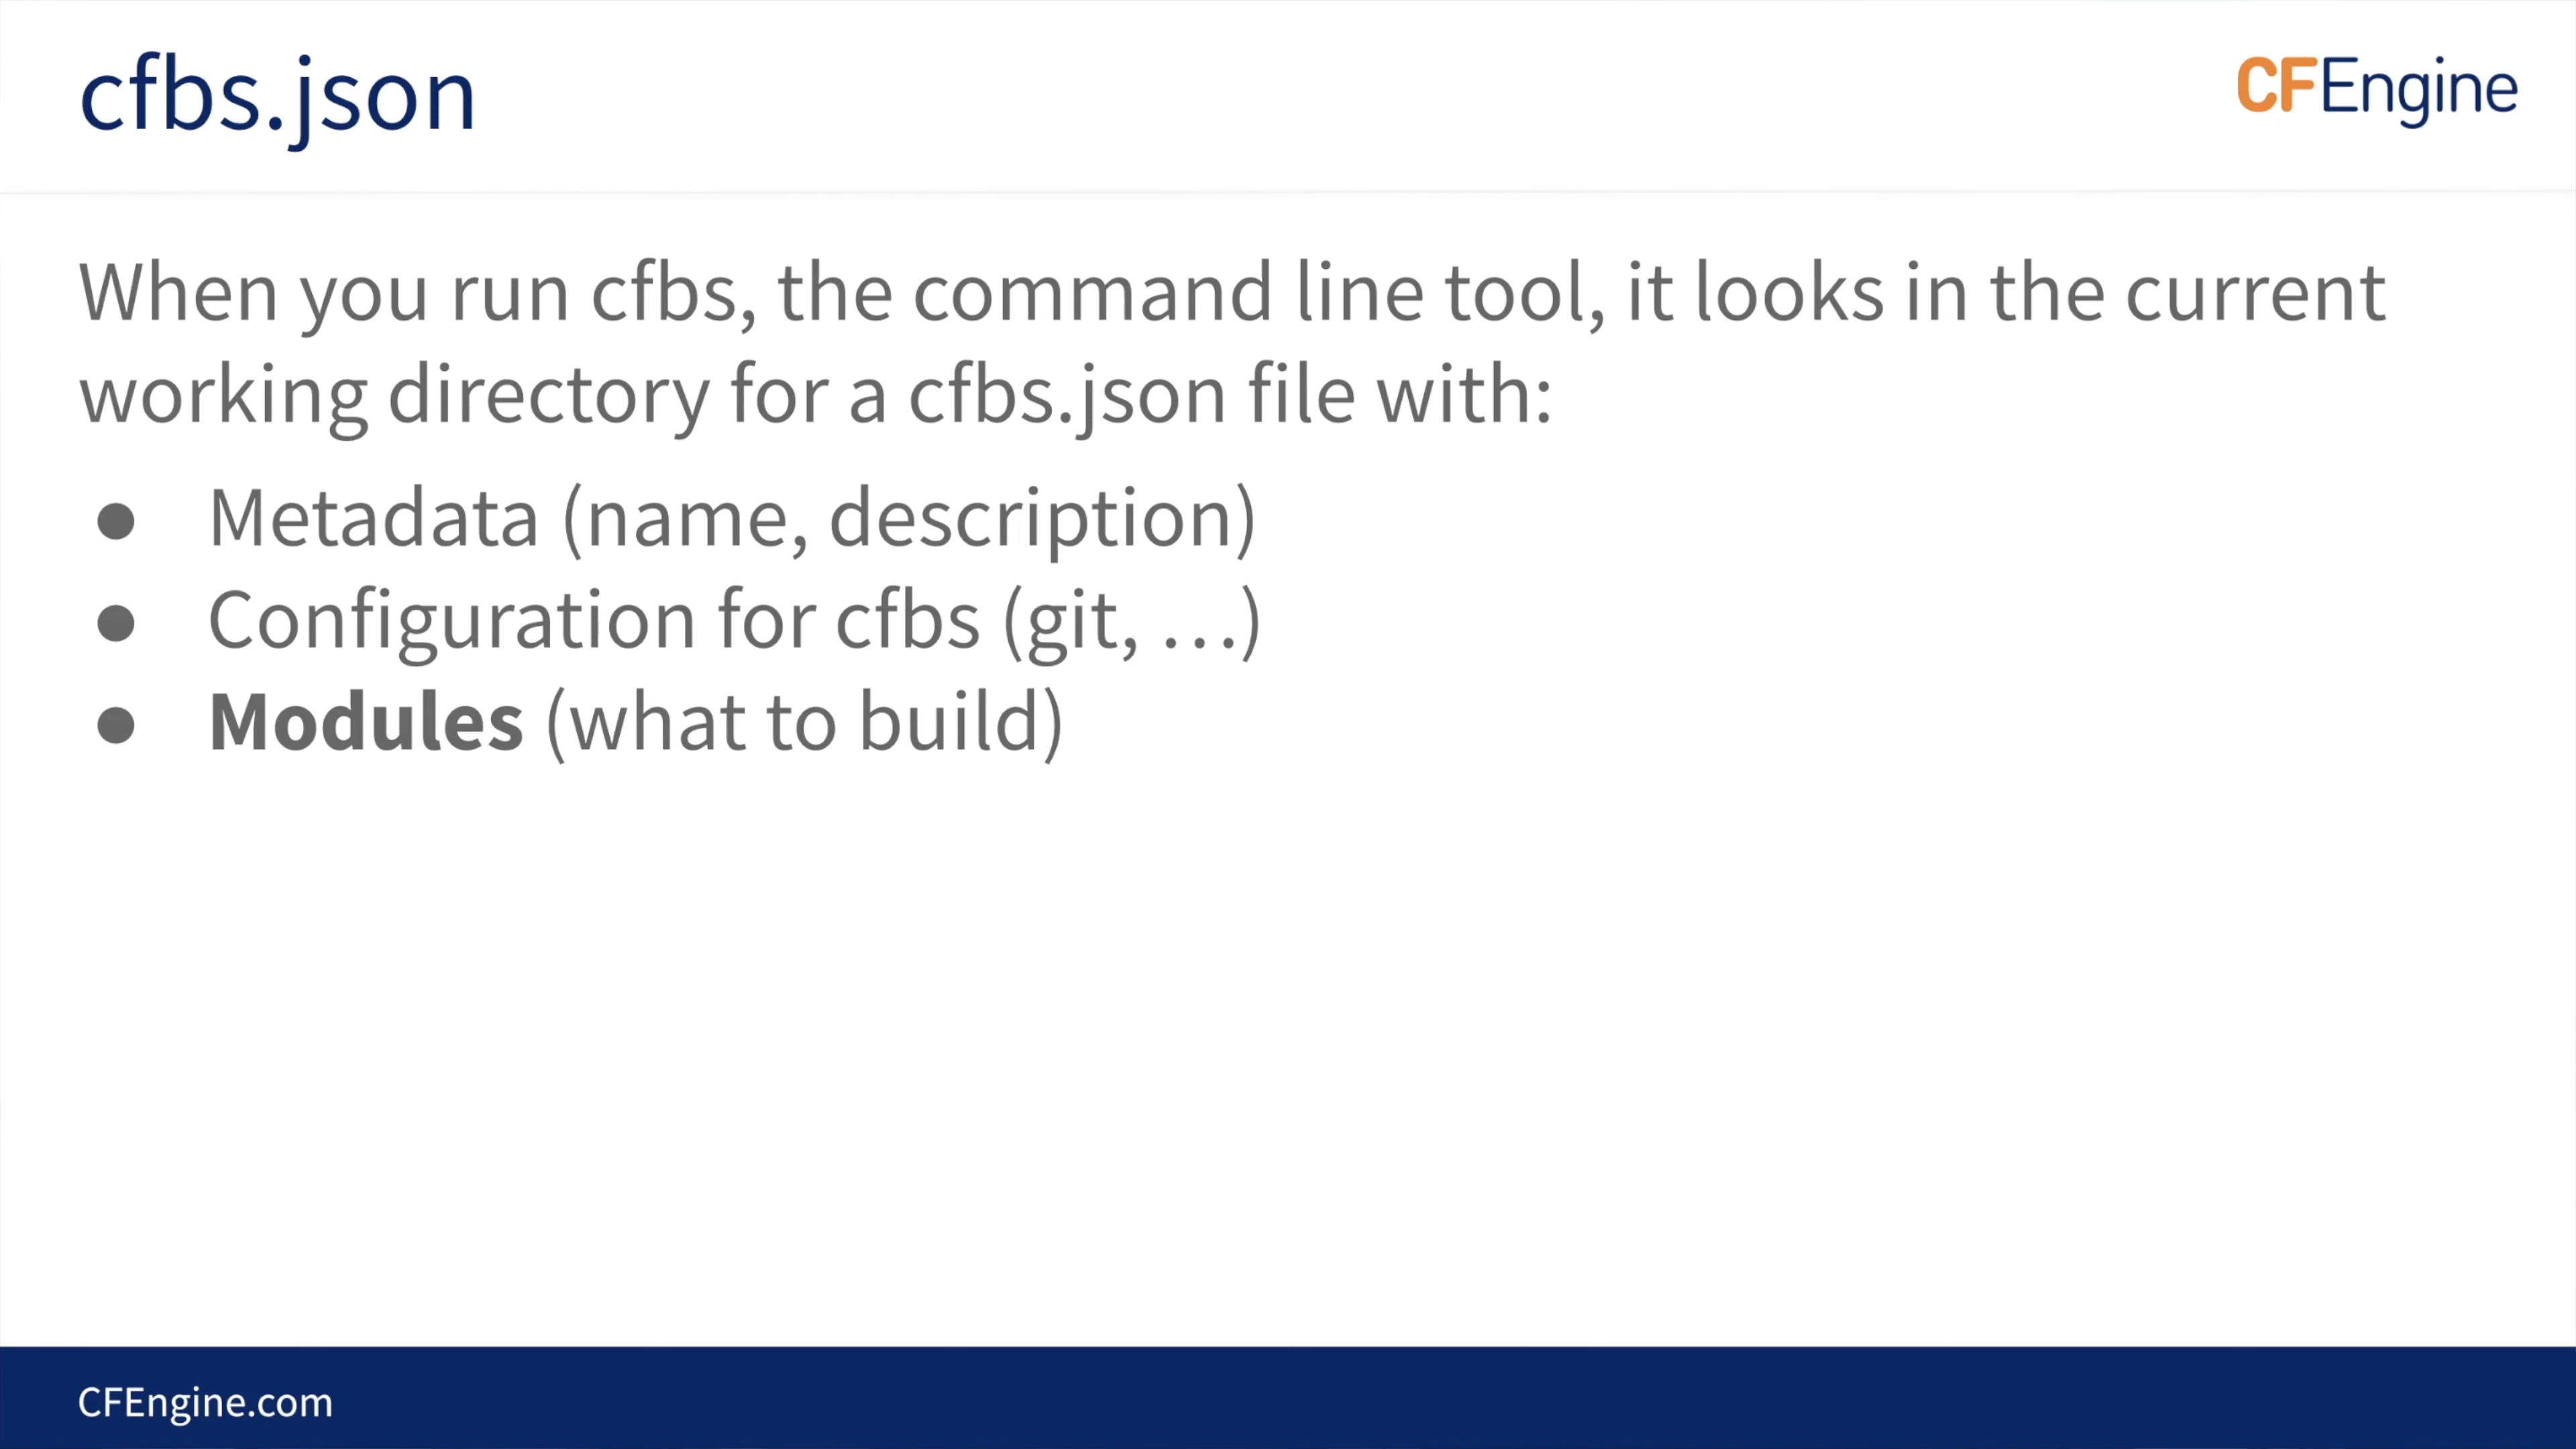 cfbs.json
CFEngine
When you run cfbs, the command line tool, it looks in the current
working directory for a cfbs.json file with:
● Metadata (name, description)
● Configuration for cfbs (git, …)
● Modules (what to build)
CFEngine.com